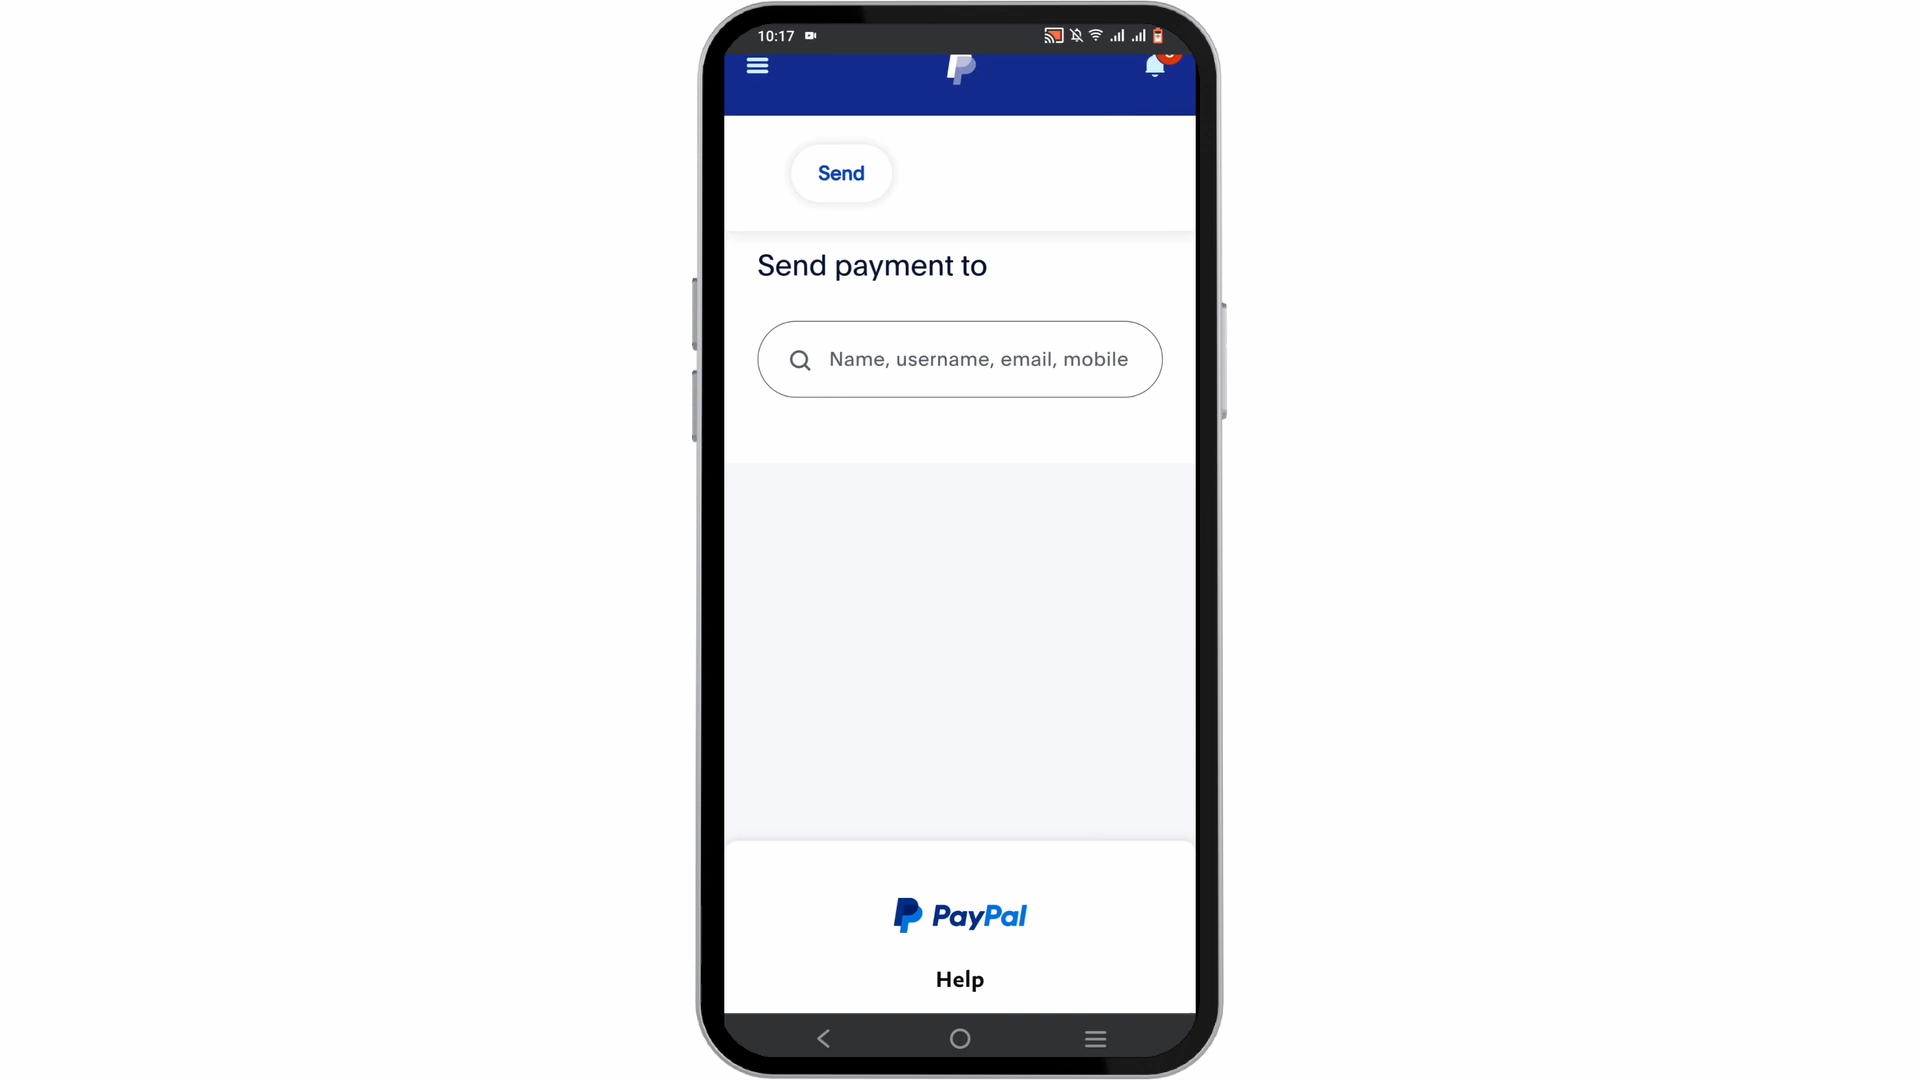 10:17
Send
Send payment to
Name, username, email, mobile
PayPal
Help